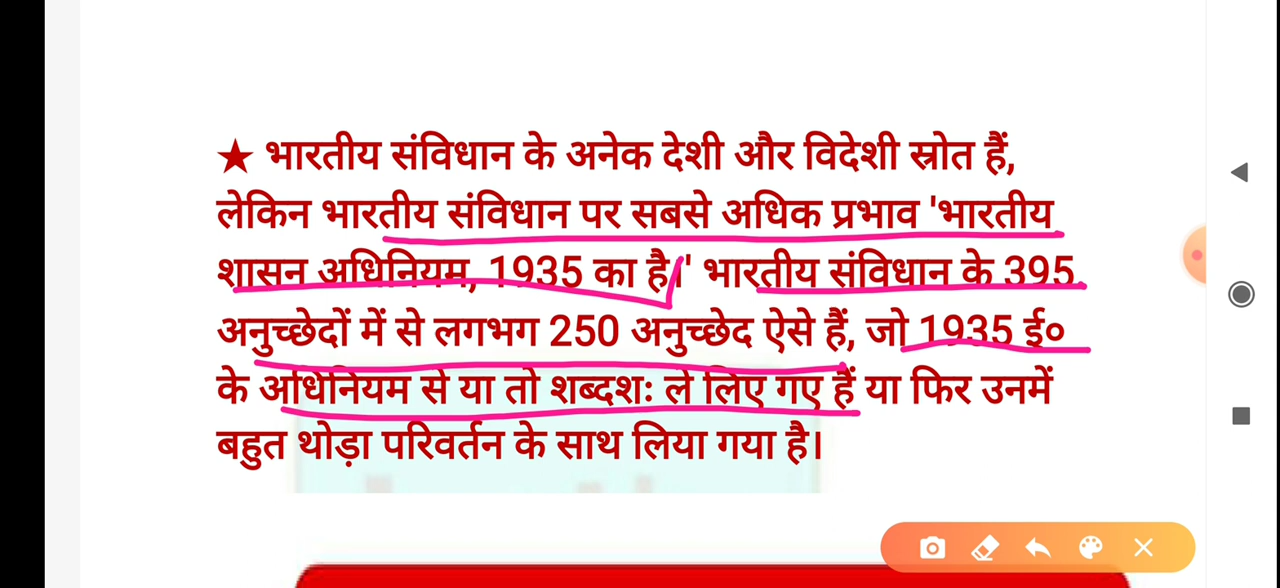 ★ भारतीय संविधान के अनेक देशी और विदेशी स्रोत हैं,
लेकिन भारतीय संविधान पर सबसे अधिक प्रभाव 'भारतीय
शासन अधिनियम, 1935 का है।' भारतीय संविधान के 395
अनुच्छेदों में से लगभग 250 अनुच्छेद ऐसे हैं, जो 1935 ई०
के अधिनियम से या तो शब्दशः ले लिए गए हैं या फिर उनमें
बहुत थोड़ा परिवर्तन के साथ लिया गया है।